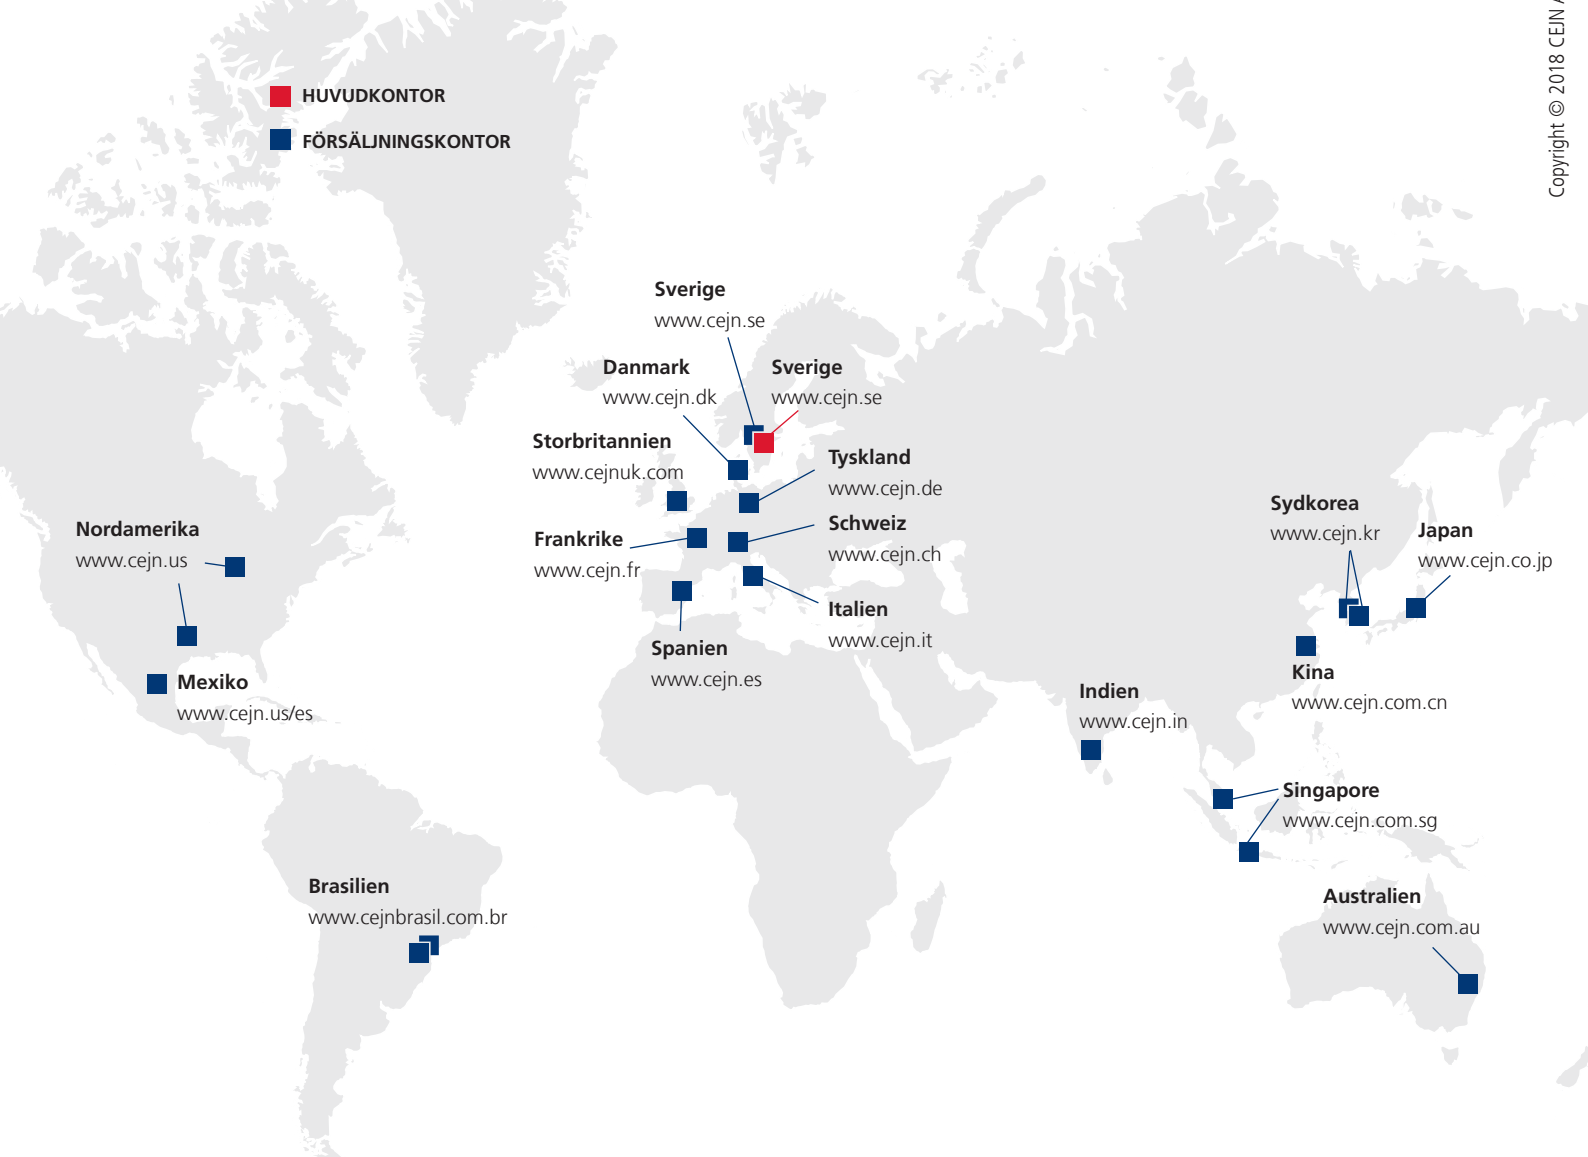 HUVUDKONTOR
FÖRSÄLJNINGSKONTOR
Copyright © 2018 CEJN
Sverige
www.cejn.se
Danmark
www.cejn.dk
Sverige
www.cejn.se
Storbritannien
www.cejnuk.com
Tyskland
www.cejn.de
Frankrike
www.cejn.fr
Schweiz
www.cejn.ch
Italien
www.cejn.it
Spanien
www.cejn.es
Nordamerika
www.cejn.us
Mexiko
www.cejn.us/es
Brasilien
www.cejnbrasil.com.br
Sydkorea
www.cejn.kr
Japan
www.cejn.co.jp
Kina
www.cejn.com.cn
Indien
www.cejn.in
Singapore
www.cejn.com.sg
Australien
www.cejn.com.au